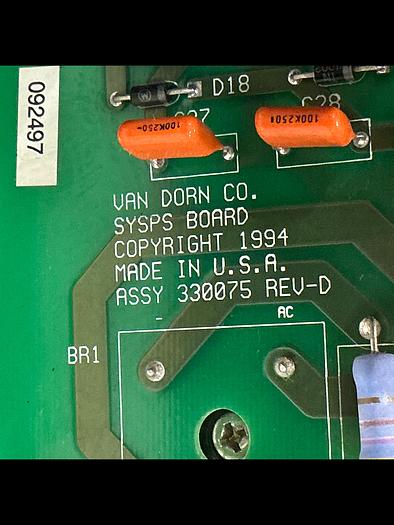 D18
C28
100K250
100K250
092497
VAN DORN CO.
SYSPS BOARD
COPYRIGHT 1994
MADE IN U.S.A.
ASSY 330075 REV-D
- AC
BR1